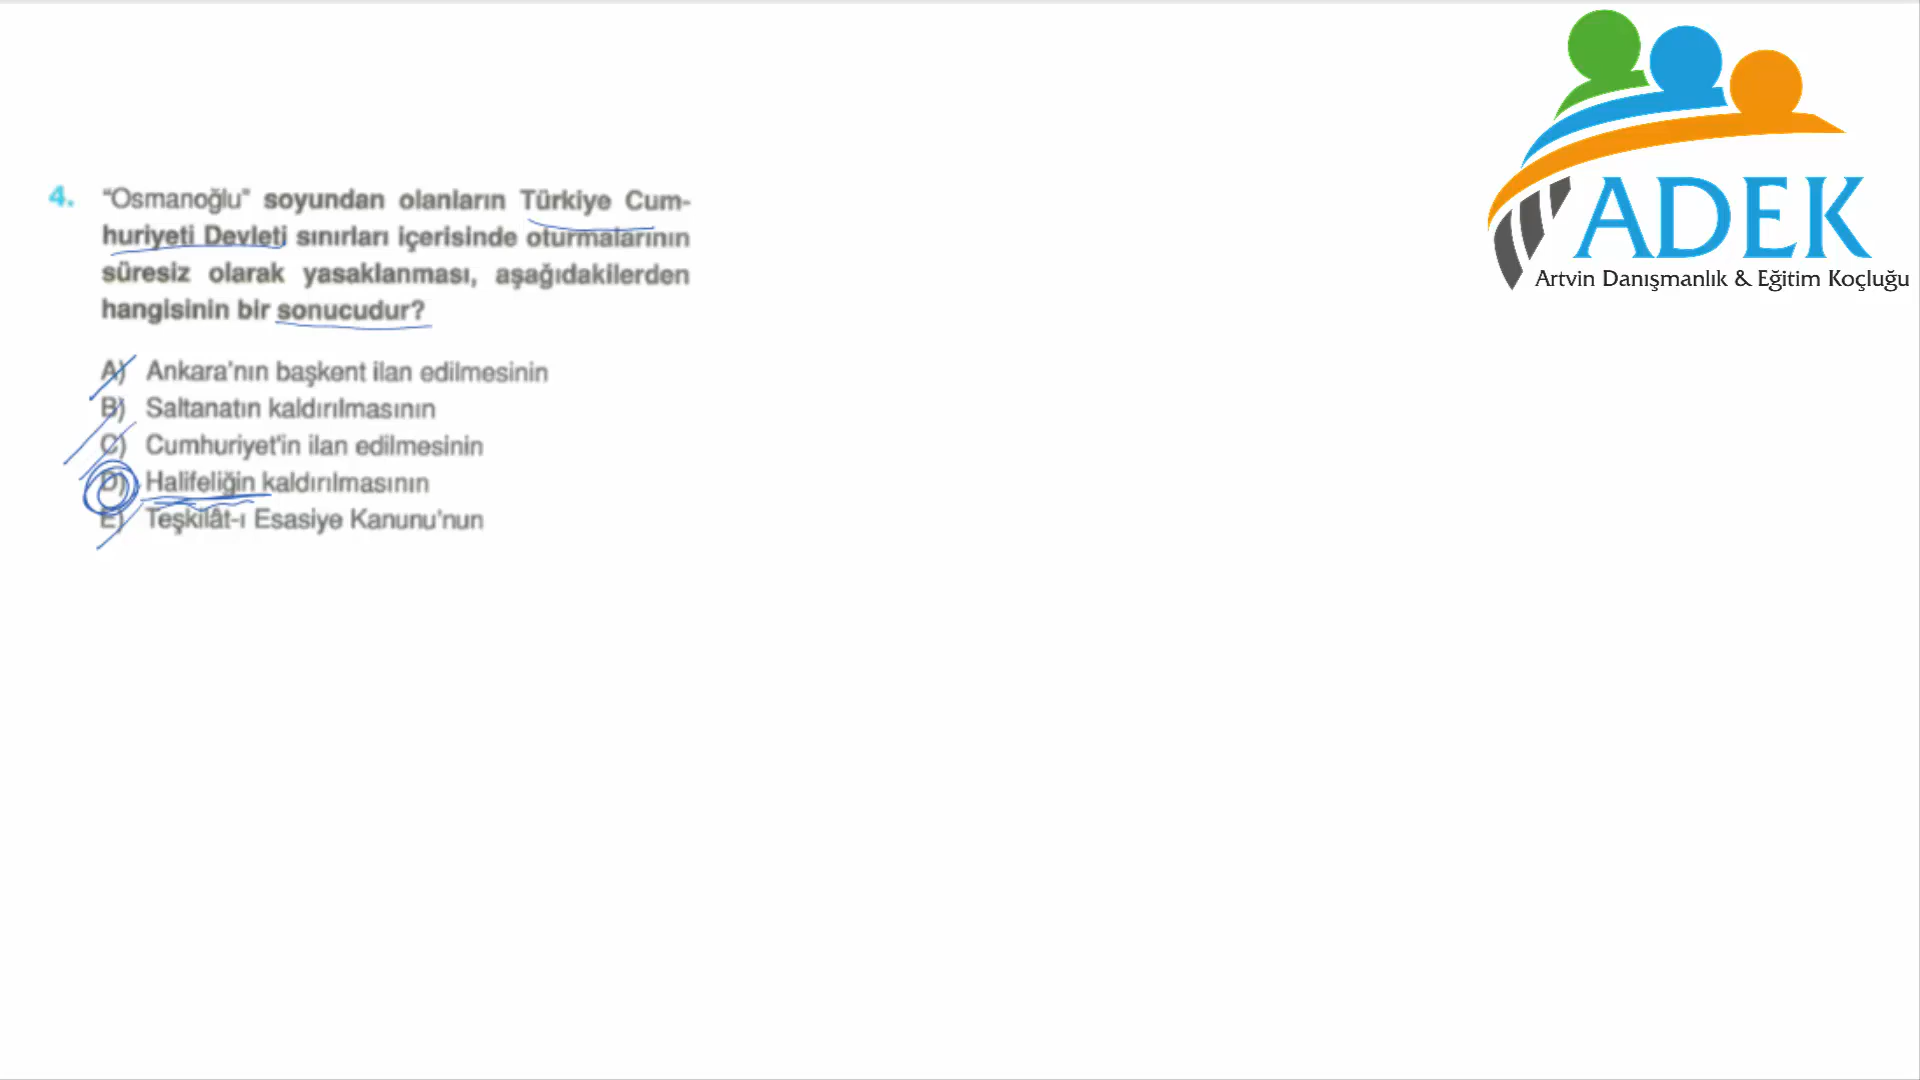 ADEK
Artvin Danışmanlık & Eğitim Koçluğu
4. “Osmanoğlu” soyundan olanların Türkiye Cum-
huriyeti Devleti sınırları içerisinde oturmalarının
süresiz olarak yasaklanması, aşağıdakilerden
hangisinin bir sonucudur?
A) Ankara’nın başkent ilan edilmesinin
B) Saltanatın kaldırılmasının
C) Cumhuriyet’in ilan edilmesinin
D) Halifeliğin kaldırılmasının
E) Teşkilât-ı Esasiye Kanunu’nun